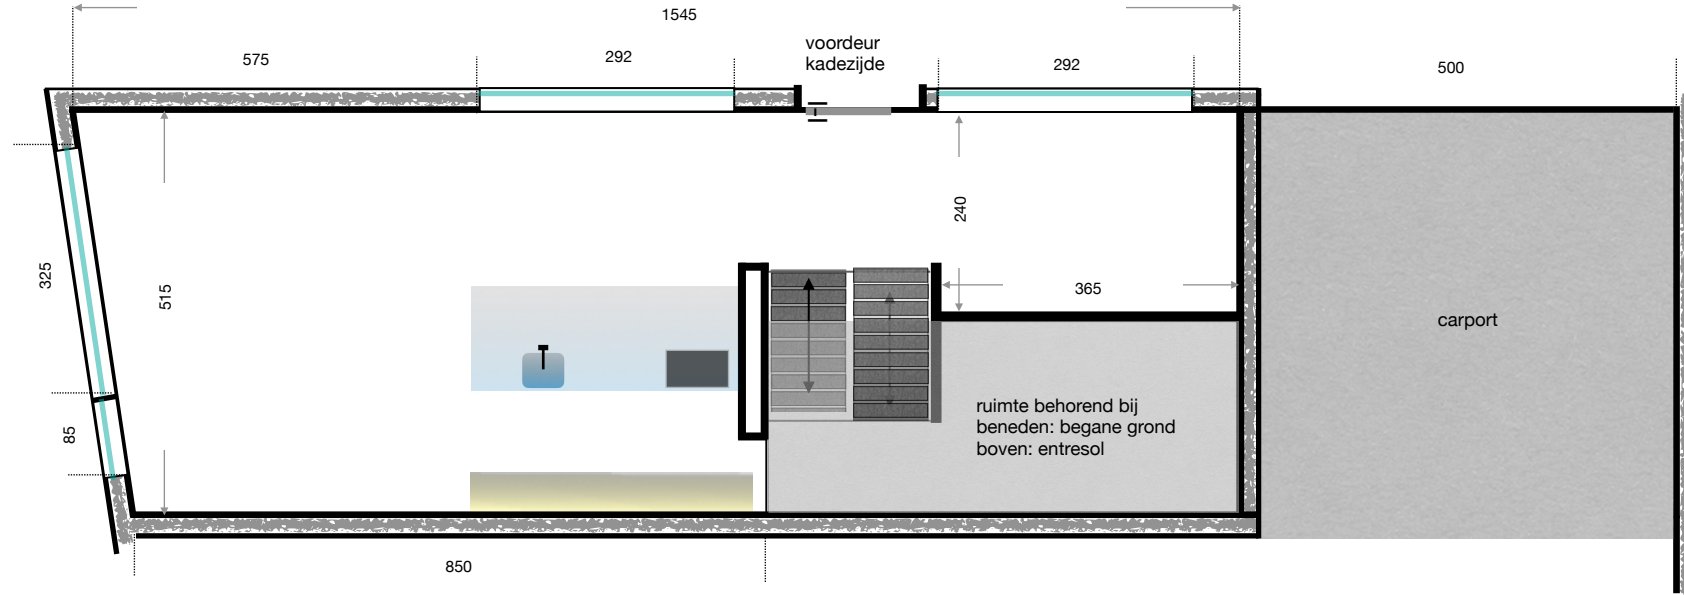 1545
voordeur
kadezijde
575
292
292
500
240
325
515
365
carport
ruimte behorend bij
beneden: begane grond
boven: entresol
85
850